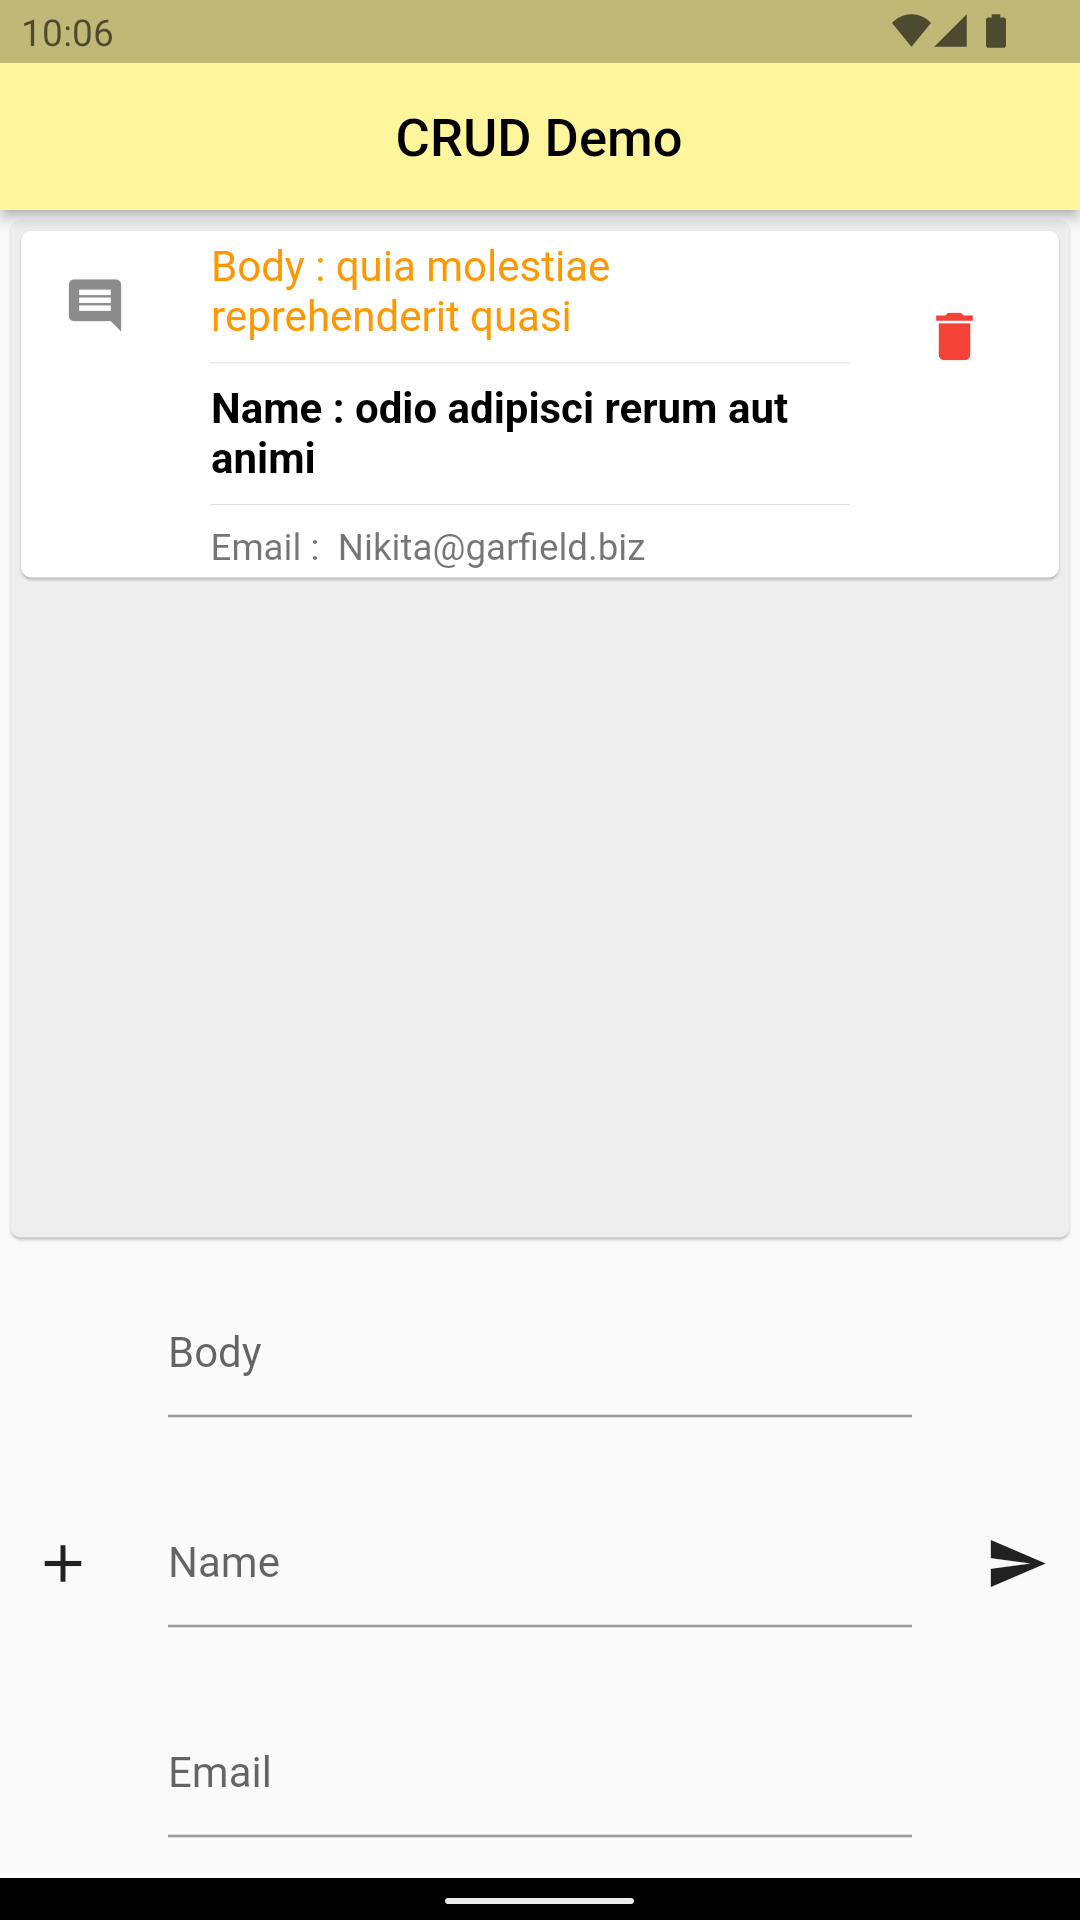 10:06
CRUD Demo
Body : quia molestiae
reprehenderit quasi
Name : odio adipisci rerum aut
animi
Email :  Nikita@garfield.biz
Body
Name
Email